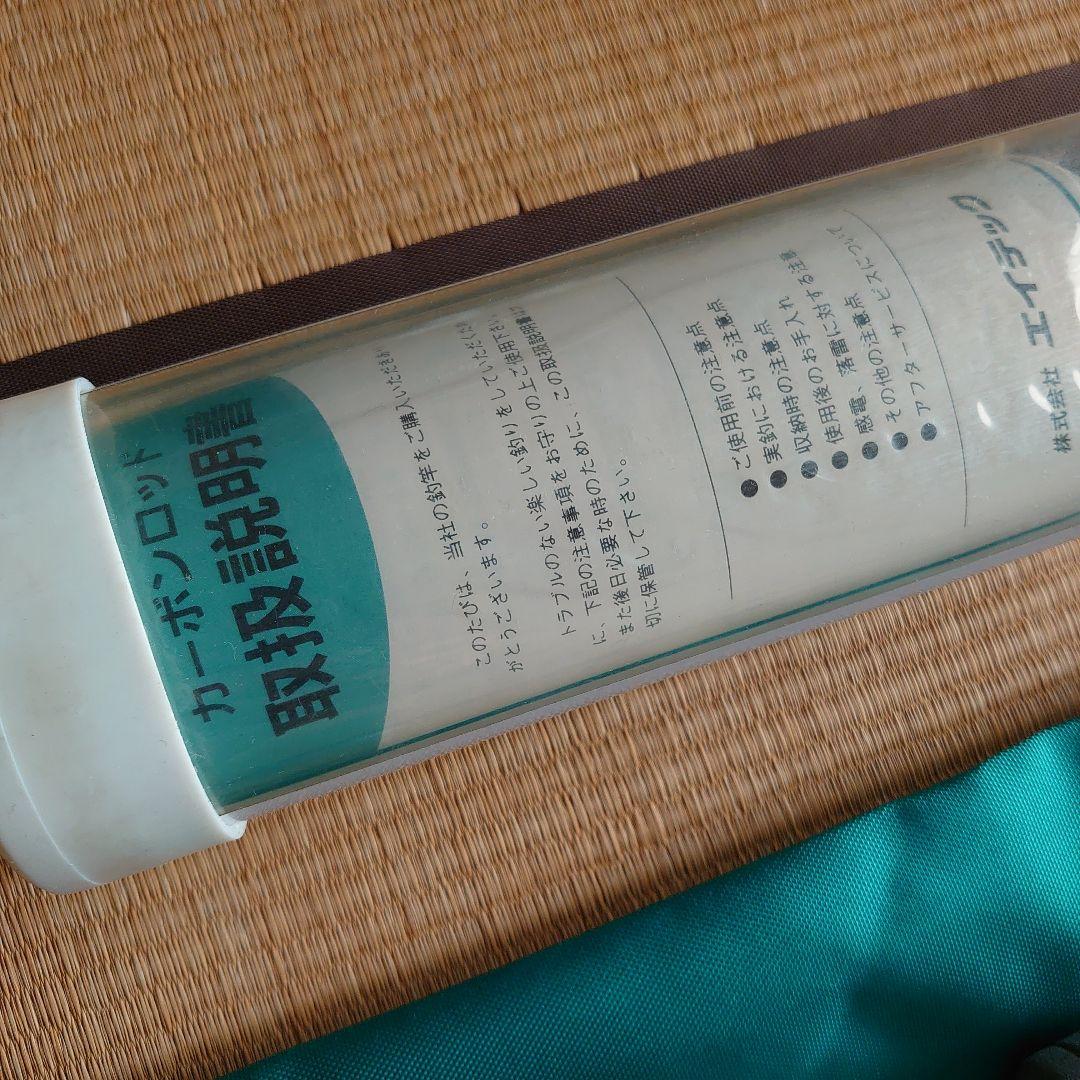 カーボンロッド
取扱説明書
このたびは、当社の釣竿をご購入いただき
がとうございます。
トラブルのない楽しい釣りをしていただくため
に、下記の注意事項をお守りの上ご使用下さい。
また後日必要な時のために、この取扱説明書は
切に保管して下さい。
●ご使用前の注意点
●実釣における注意点
●収納時の注意点
●使用後のお手入れ
●感電、落雷に対する注意
●その他の注意点
●アフターサービスについて
株式会社 エイテック